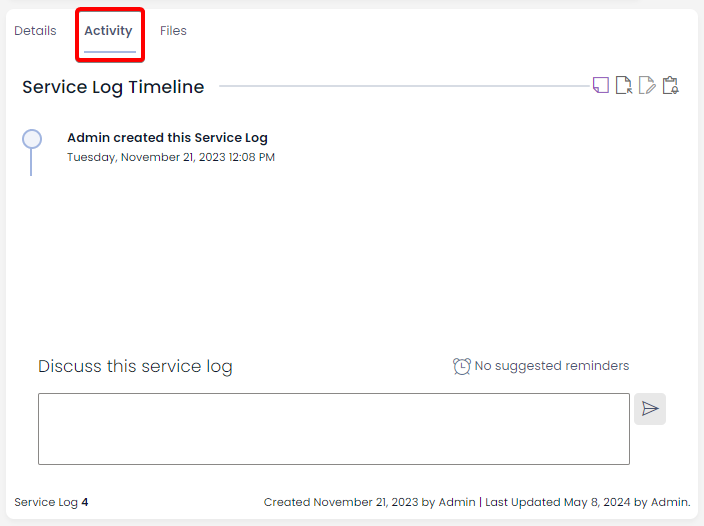 Details Activity Files
Service Log Timeline
Admin created this Service Log
Tuesday, November 21, 2023 12:08 PM
Discuss this service log No suggested reminders
Service Log 4 Created November 21, 2023 by Admin | Last Updated May 8, 2024 by Admin.